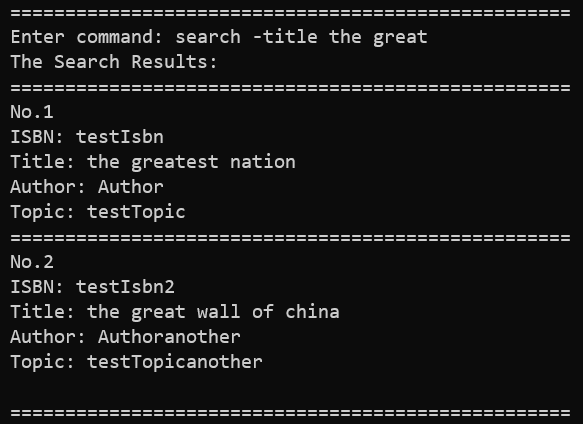 ===================================================
Enter command: search -title the great
The Search Results:
===================================================
No.1
ISBN: testIsbn
Title: the greatest nation
Author: Author
Topic: testTopic
===================================================
No.2
ISBN: testIsbn2
Title: the great wall of china
Author: Authoranother
Topic: testTopicanother
===================================================